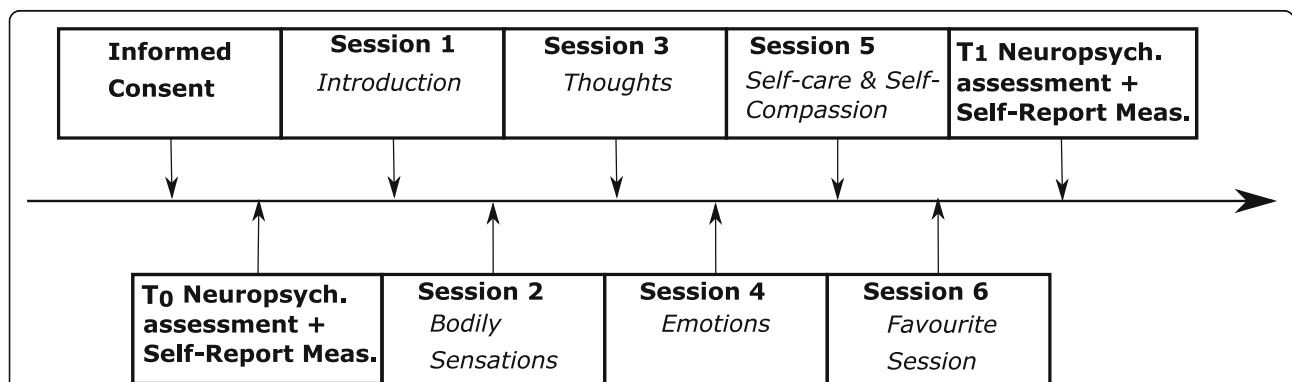 Informed
Consent
Session 1
Introduction
Session 3
Thoughts
Session 5
Self-care & Self-
Compassion
T1 Neuropsych.
assessment +
Self-Report Meas.
T0 Neuropsych.
assessment +
Self-Report Meas.
Session 2
Bodily
Sensations
Session 4
Emotions
Session 6
Favourite
Session